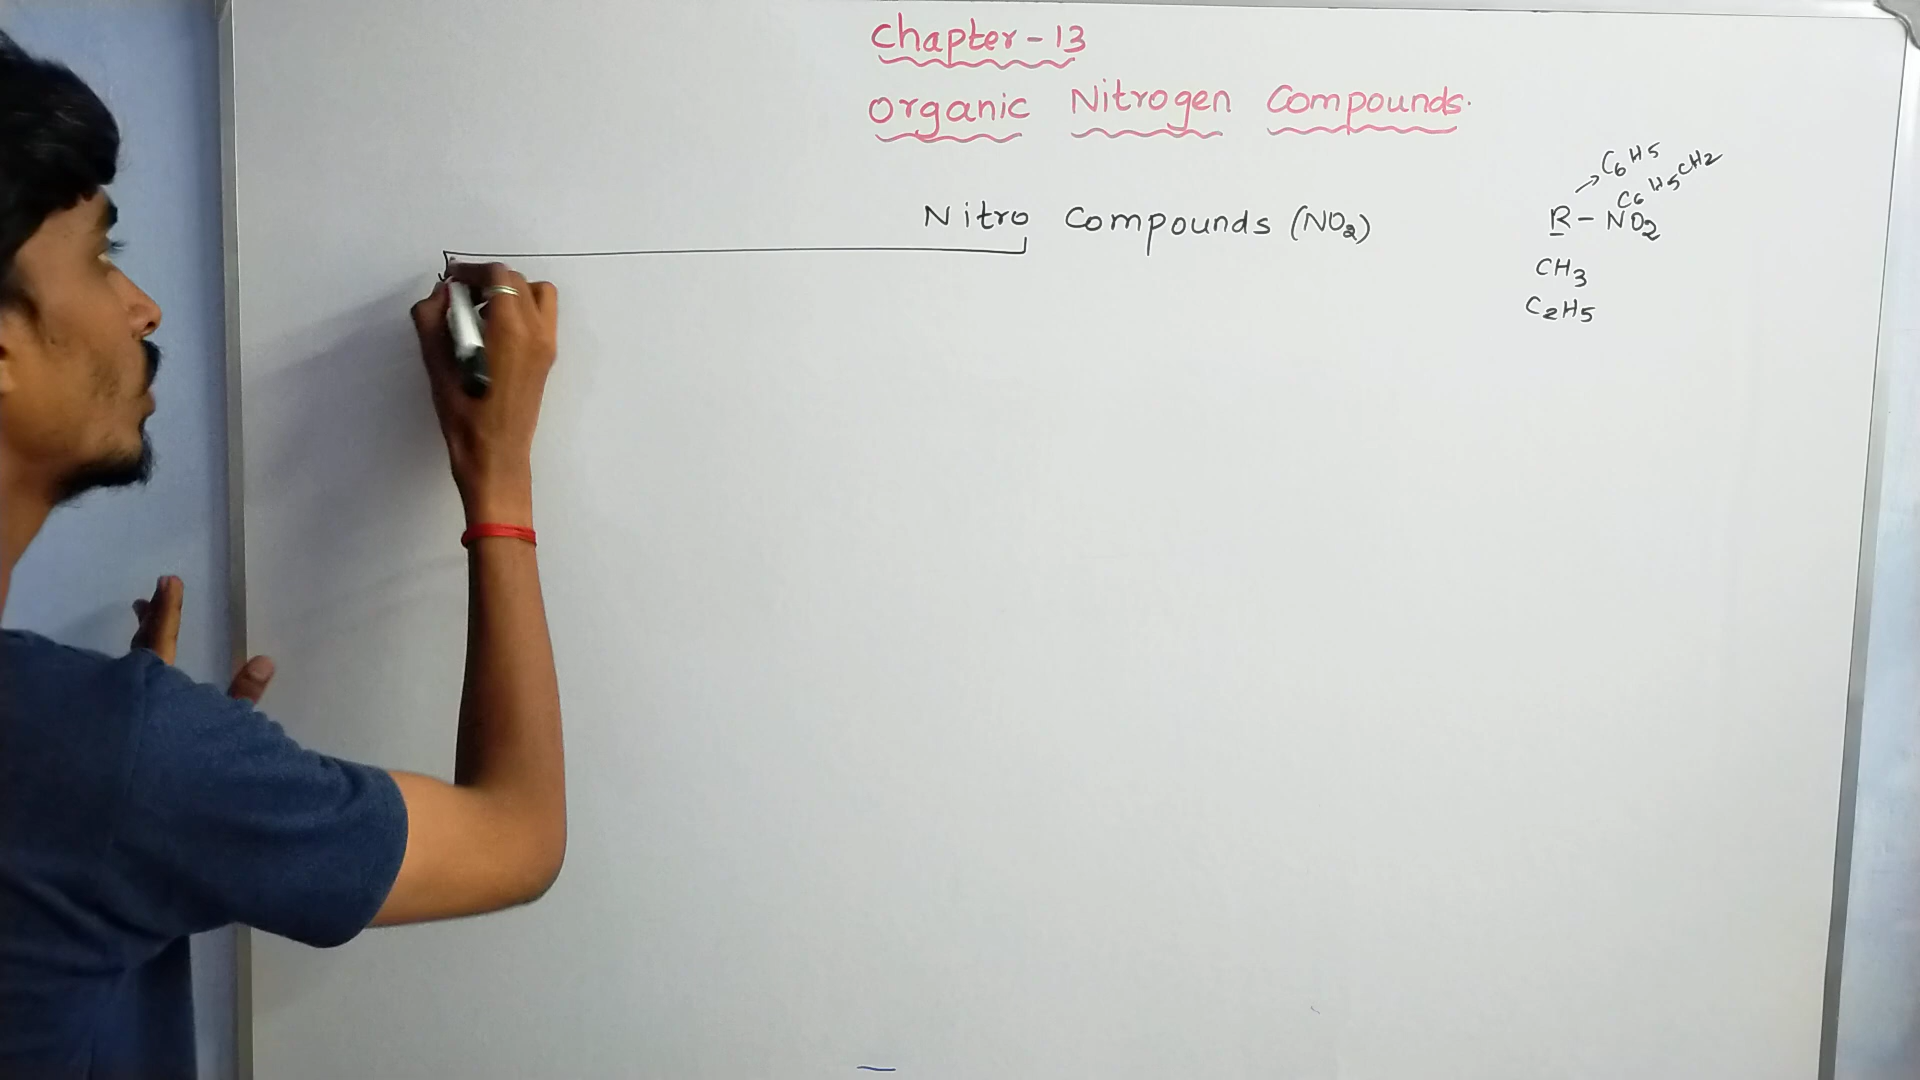 Chapter - 13
Organic Nitrogen Compounds.
Nitro Compounds (NO2)
C6H5
C6H5CH2
R - NO2
CH3
C2H5